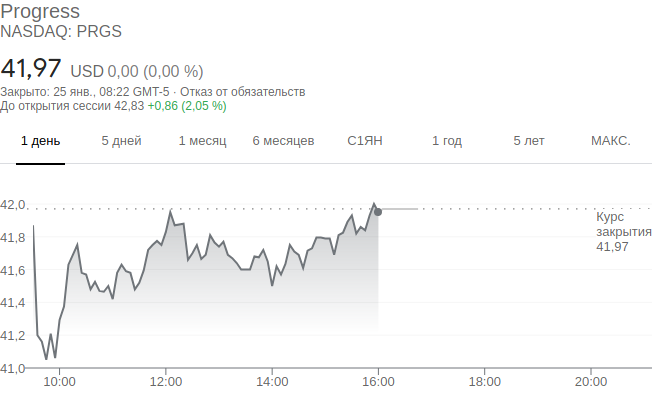 Progress
NASDAQ: PRGS
41,97 USD 0,00 (0,00 %)
Закрыто: 25 янв., 08:22 GMT-5 · Отказ от обязательств
До открытия сессии 42,83 +0,86 (2,05 %)
1 день 5 дней 1 месяц 6 месяцев С1ЯН 1 год 5 лет МАКС.
42,0
Курс
закрытия
41,97
41,8
41,6
41,4
41,2
41,0
10:00 12:00 14:00 16:00 18:00 20:00